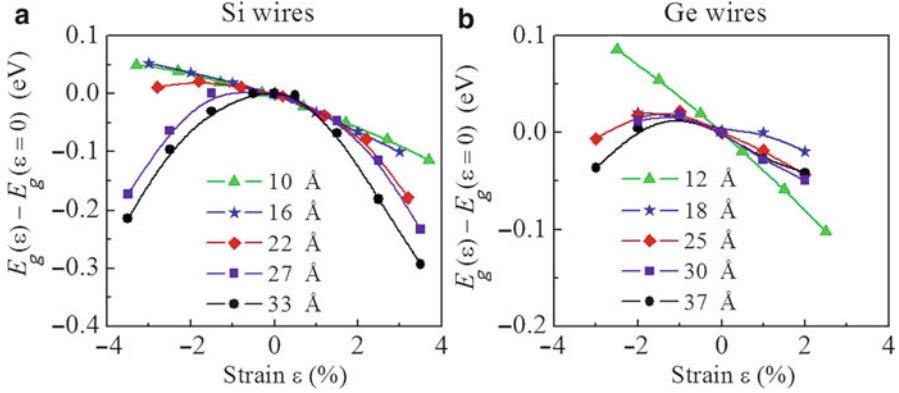 a
Si wires
E_g(ε) − E_g(ε=0) (eV)
0.1
0.0
−0.1
−0.2
−0.3
−0.4
10 Å
16 Å
22 Å
27 Å
33 Å
−4 −2 0 2 4
Strain ε (%)
b
Ge wires
E_g(ε) − E_g(ε=0) (eV)
0.1
0.0
−0.1
−0.2
12 Å
18 Å
25 Å
30 Å
37 Å
−4 −2 0 2 4
Strain ε (%)